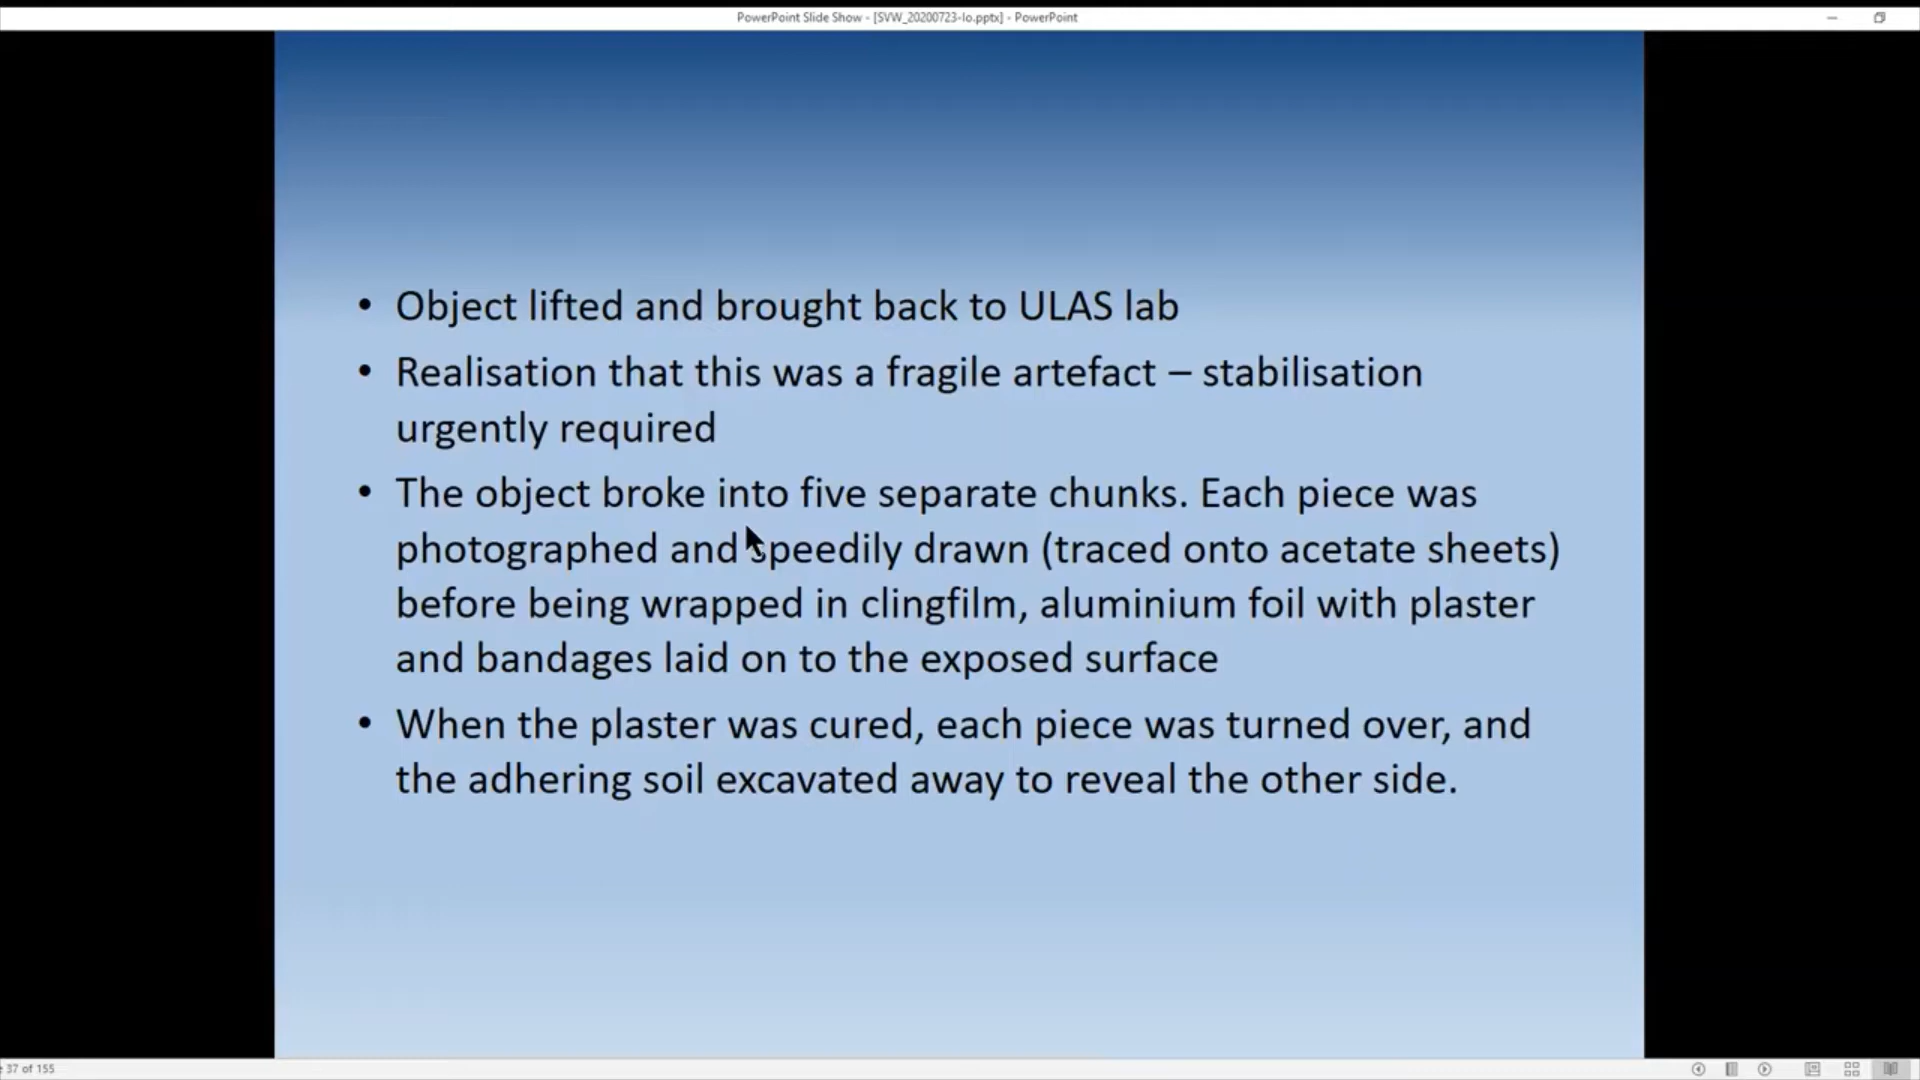 PowerPoint Slide Show - [SVW_20200723-lo.pptx] - PowerPoint
• Object lifted and brought back to ULAS lab
• Realisation that this was a fragile artefact – stabilisation
urgently required
• The object broke into five separate chunks. Each piece was
photographed and speedily drawn (traced onto acetate sheets)
before being wrapped in clingfilm, aluminium foil with plaster
and bandages laid on to the exposed surface
• When the plaster was cured, each piece was turned over, and
the adhering soil excavated away to reveal the other side.
37 of 155